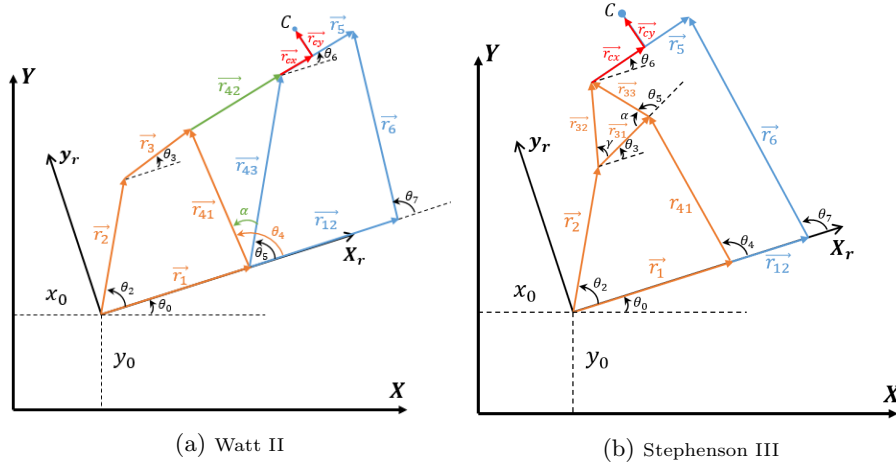 C
Y
r₅
r_cy
r_cx
θ₆
r₄₂
r₃
y_r
θ₃
r₆
r₄₃
r₂
r₄₁
α
θ₄
θ₇
r₁₂
θ₅
X_r
r₁
x₀
θ₂
θ₀
y₀
X
(a) Watt II
C
Y
r_cy
r₅
r_cx
θ₆
r₃₃
θ₅
r₃₂
α
r₃₁
y_r
γ
θ₃
r₆
r₂
r₄₁
θ₄
θ₇
X_r
r₁
r₁₂
x₀
θ₂
θ₀
y₀
X
(b) Stephenson III